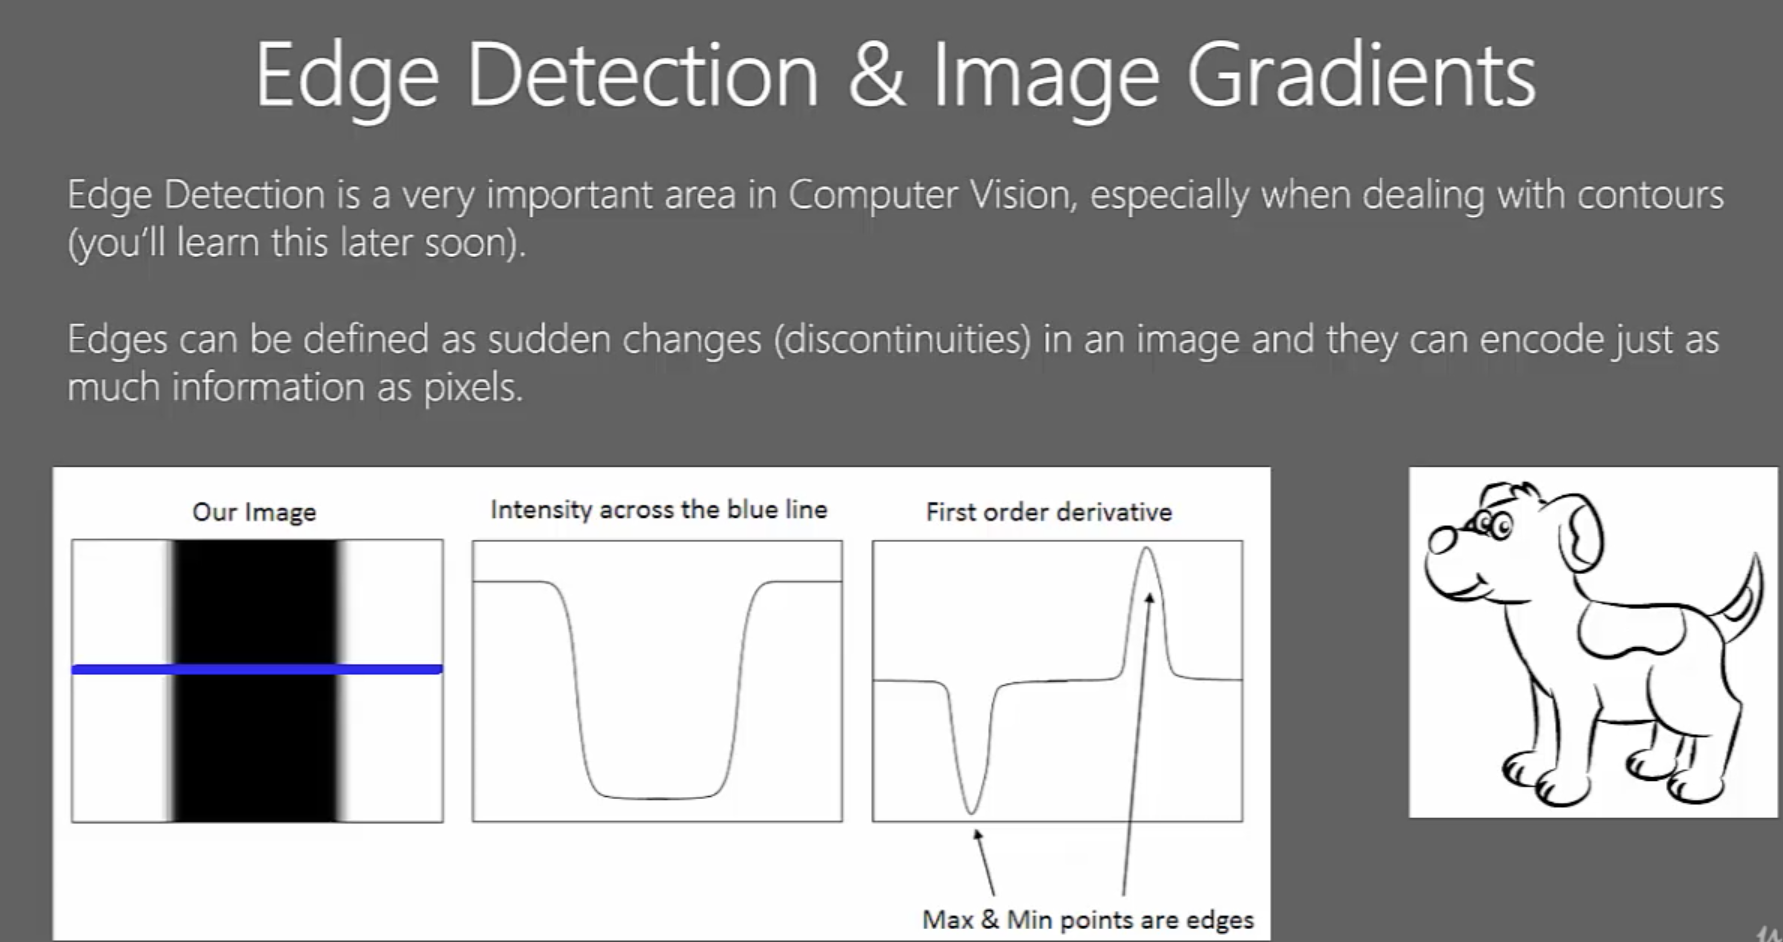 Edge Detection & Image Gradients
Edge Detection is a very important area in Computer Vision, especially when dealing with contours
(you'll learn this later soon).
Edges can be defined as sudden changes (discontinuities) in an image and they can encode just as
much information as pixels.
Our Image
Intensity across the blue line
First order derivative
Max & Min points are edges